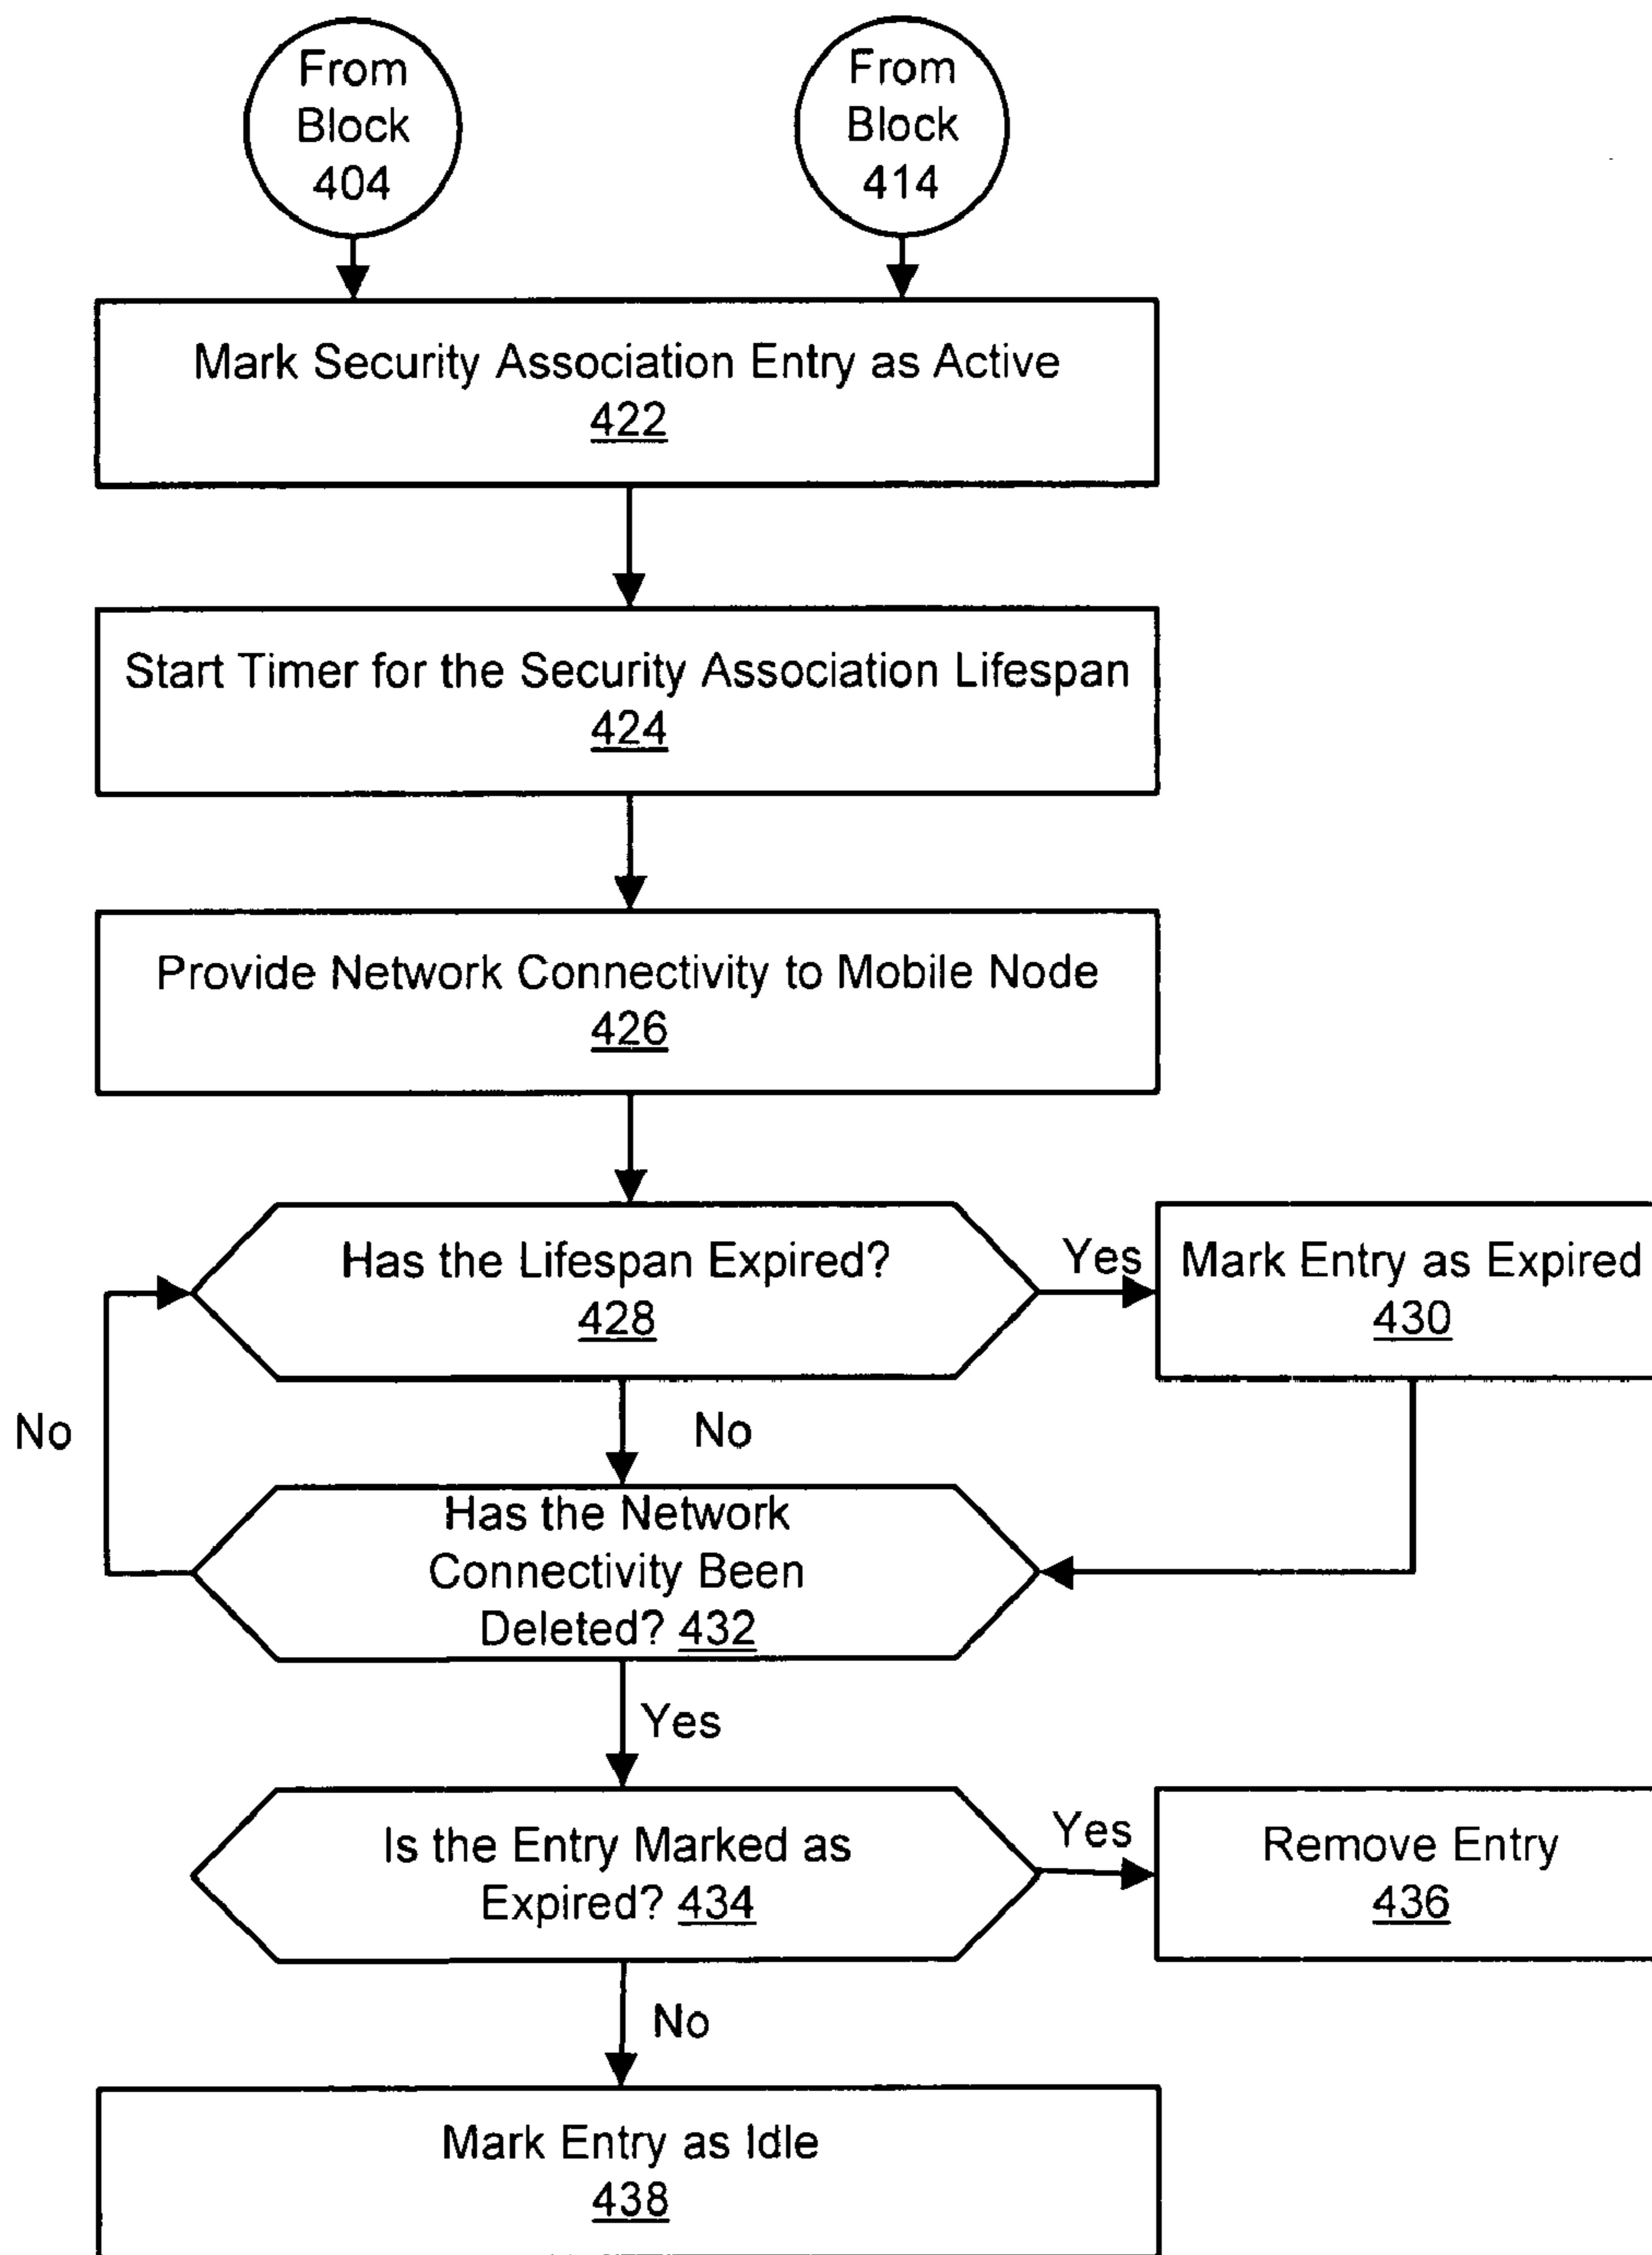 From
Block
404
From
Block
414
Mark Security Association Entry as Active
422
Start Timer for the Security Association Lifespan
424
Provide Network Connectivity to Mobile Node
426
Has the Lifespan Expired?
428
Yes
Mark Entry as Expired
430
No
No
Has the Network
Connectivity Been
Deleted? 432
Yes
Is the Entry Marked as
Expired? 434
Yes
Remove Entry
436
No
Mark Entry as Idle
438